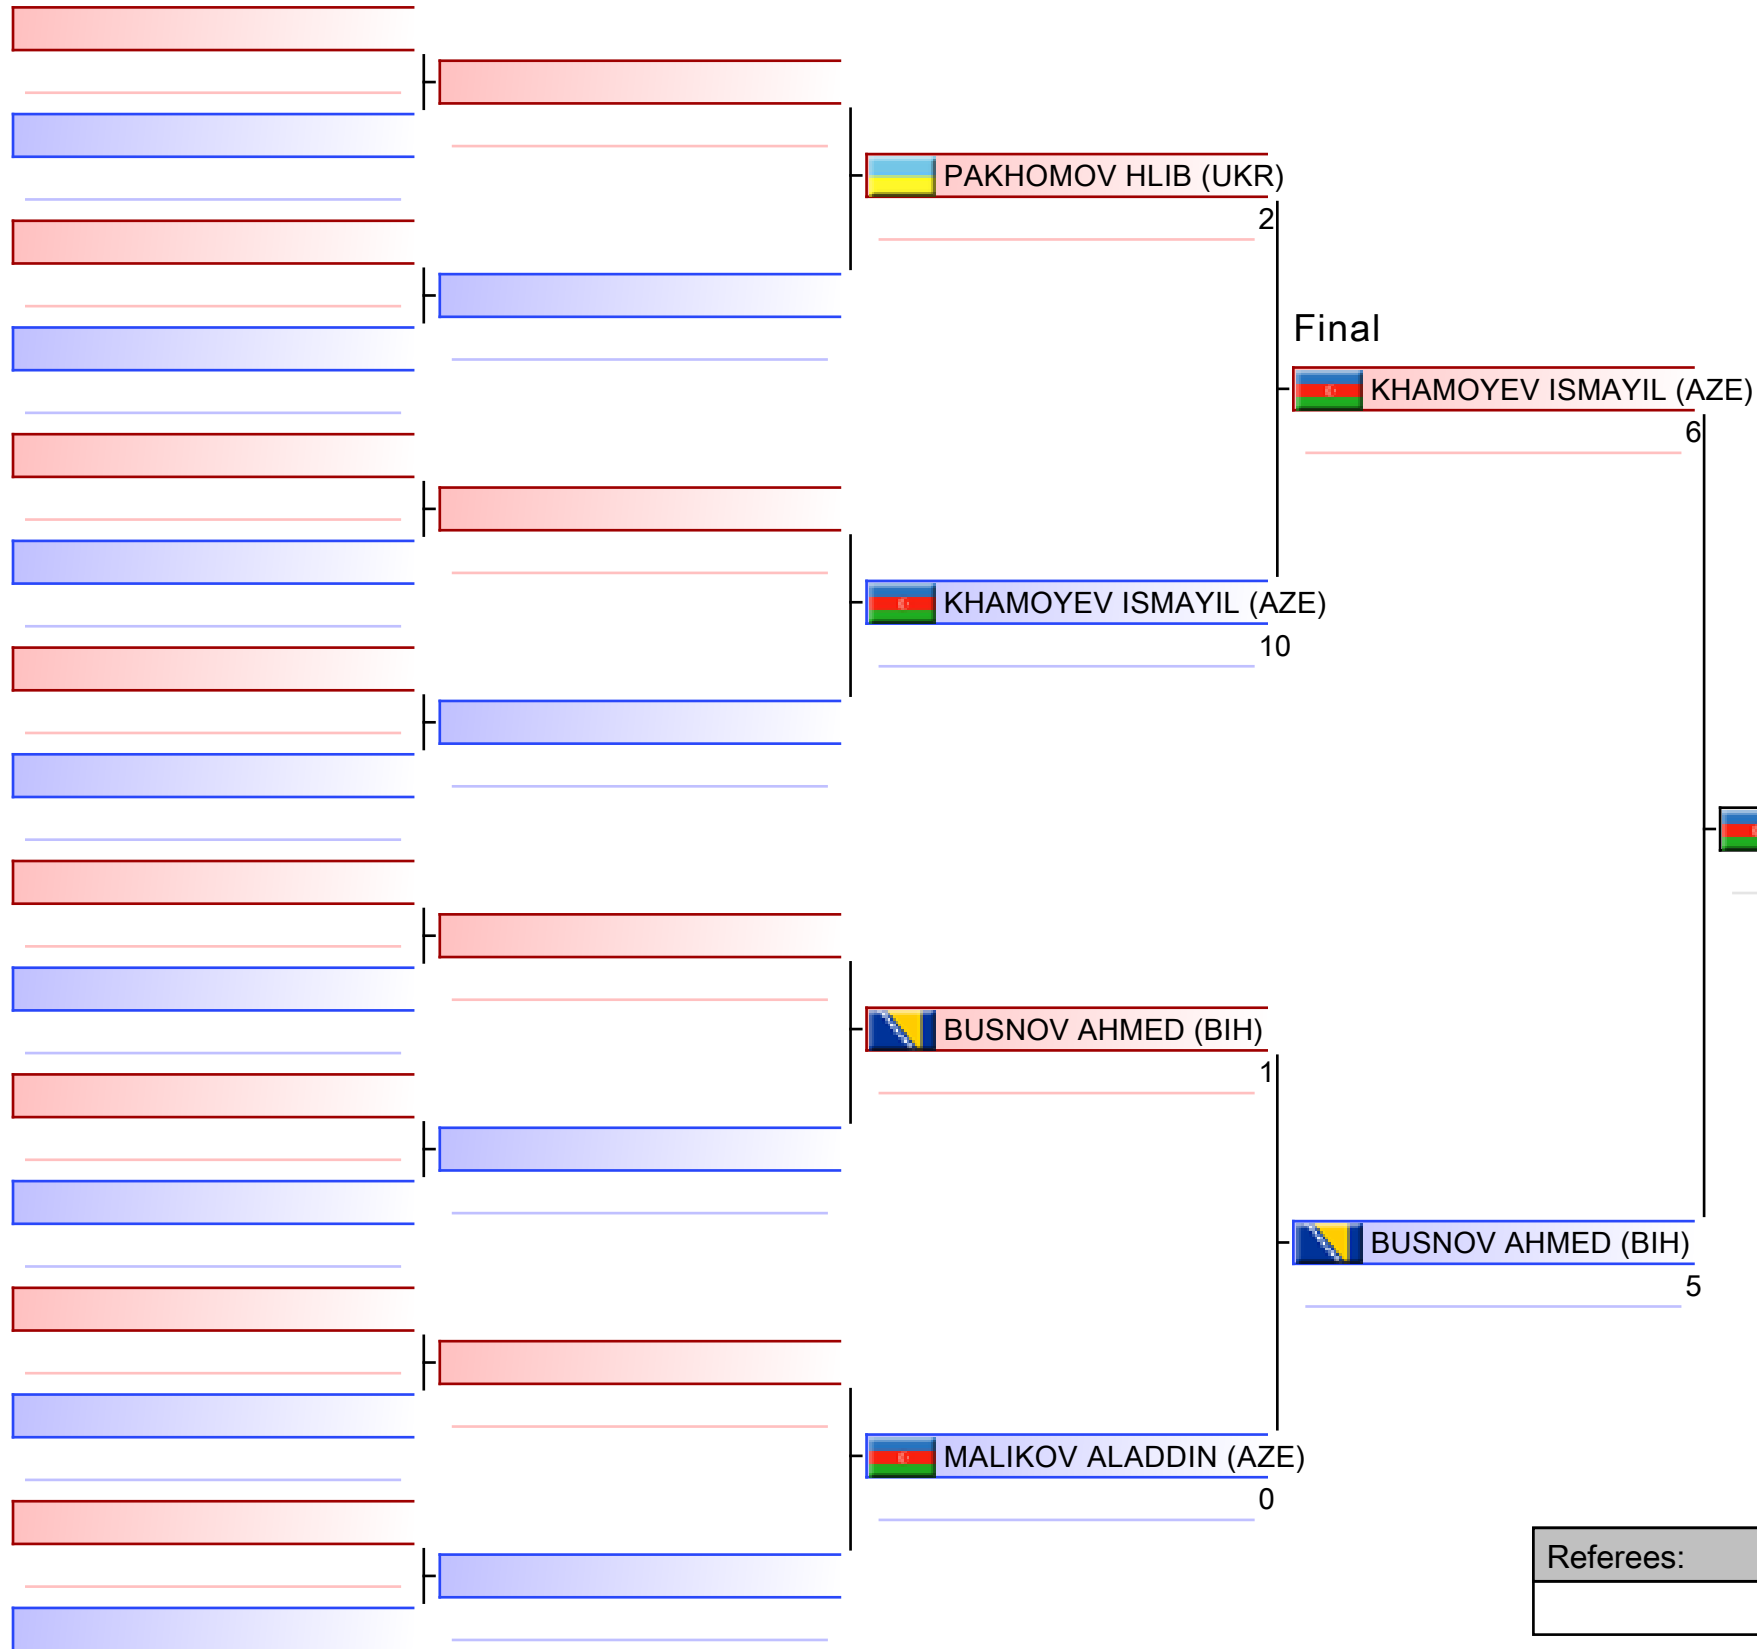 PAKHOMOV HLIB (UKR)
2
Final
KHAMOYEV ISMAYIL (AZE)
6
KHAMOYEV ISMAYIL (AZE)
10
BUSNOV AHMED (BIH)
1
BUSNOV AHMED (BIH)
5
MALIKOV ALADDIN (AZE)
0
Referees: